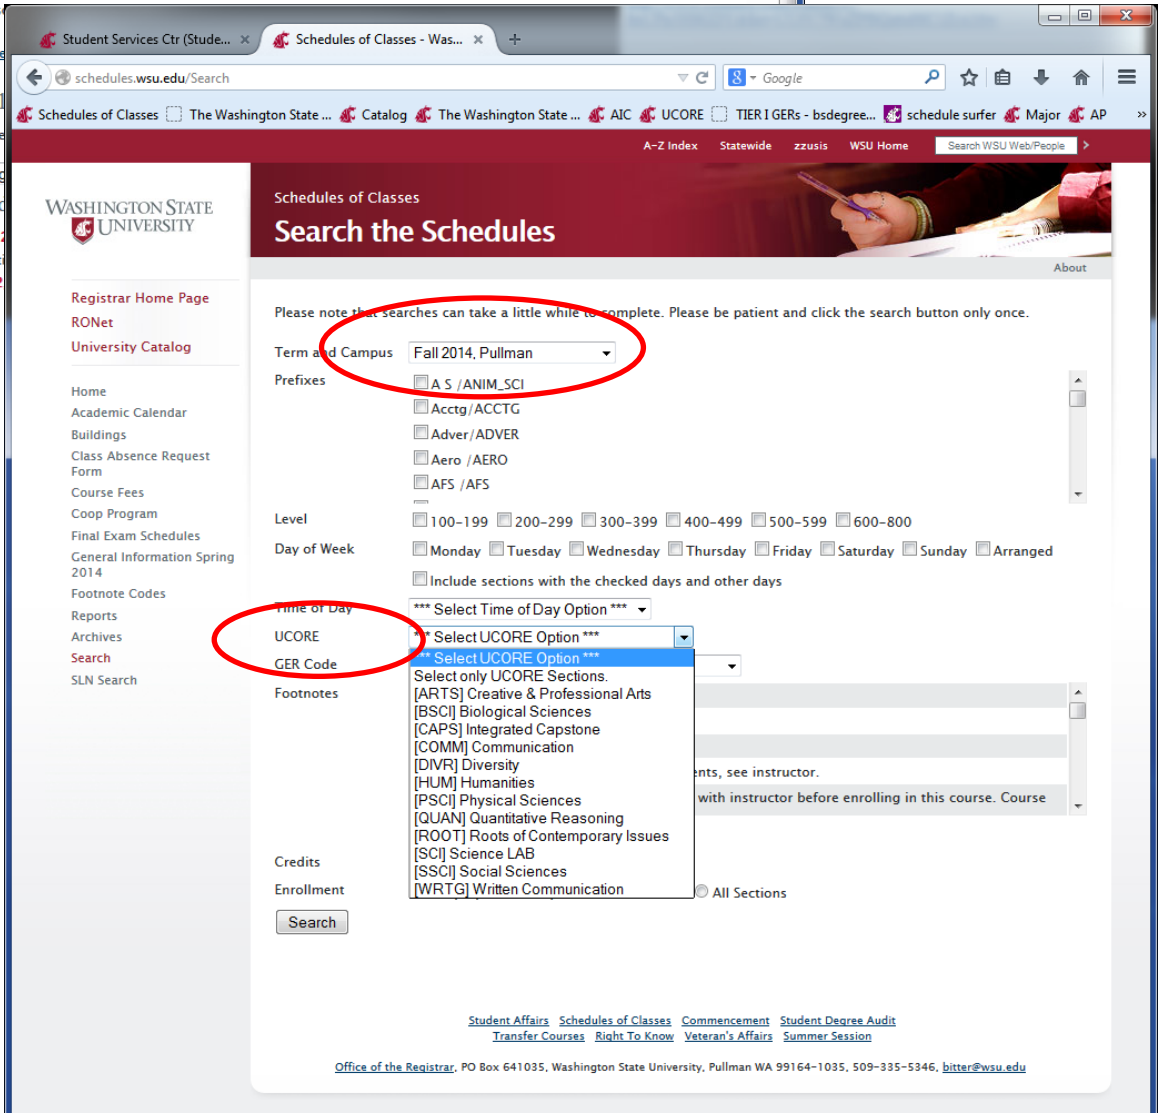 Student Services Ctr (Stude... × Schedules of Classes - Was... × +
schedules.wsu.edu/Search Google
Schedules of Classes The Washington State ... Catalog The Washington State ... AIC UCORE TIER I GERs - bsdegree... schedule surfer Major AP »
A-Z Index Statewide zzusis WSU Home Search WSU Web/People >
WASHINGTON STATE
UNIVERSITY
Schedules of Classes
Search the Schedules
About
Registrar Home Page
RONet
University Catalog
Home
Academic Calendar
Buildings
Class Absence Request
Form
Course Fees
Coop Program
Final Exam Schedules
General Information Spring
2014
Footnote Codes
Reports
Archives
Search
SLN Search
Please note that searches can take a little while to complete. Please be patient and click the search button only once.
Term and Campus Fall 2014, Pullman
Prefixes
A S /ANIM_SCI
Acctg/ACCTG
Adver/ADVER
Aero /AERO
AFS /AFS
Level 100-199 200-299 300-399 400-499 500-599 600-800
Day of Week Monday Tuesday Wednesday Thursday Friday Saturday Sunday Arranged
Include sections with the checked days and other days
Time of Day *** Select Time of Day Option ***
UCORE *** Select UCORE Option ***
GER Code
Footnotes
*** Select UCORE Option ***
Select only UCORE Sections.
[ARTS] Creative & Professional Arts
[BSCI] Biological Sciences
[CAPS] Integrated Capstone
[COMM] Communication
[DIVR] Diversity
[HUM] Humanities
[PSCI] Physical Sciences
[QUAN] Quantitative Reasoning
[ROOT] Roots of Contemporary Issues
[SCI] Science LAB
[SSCI] Social Sciences
[WRTG] Written Communication
see instructor.
with instructor before enrolling in this course. Course
Credits
Enrollment All Sections
Search
Student Affairs Schedules of Classes Commencement Student Degree Audit
Transfer Courses Right To Know Veteran's Affairs Summer Session
Office of the Registrar, PO Box 641035, Washington State University, Pullman WA 99164-1035, 509-335-5346, bitter@wsu.edu